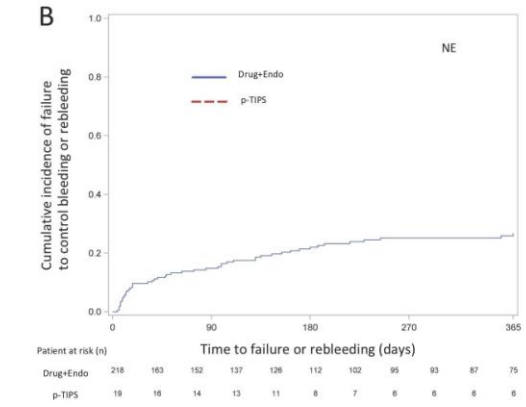 B
1.0
NE
Drug+Endo
0.8
p-TIPS
0.6
0.4
0.2
0.0
Cumulative incidence of failure
to control bleeding or rebleeding
0 90 180 270 365
Time to failure or rebleeding (days)
Patient at risk (n)
Drug+Endo 218 163 152 137 126 112 102 95 93 87 75
p-TIPS 19 16 14 13 11 8 7 6 6 6 6